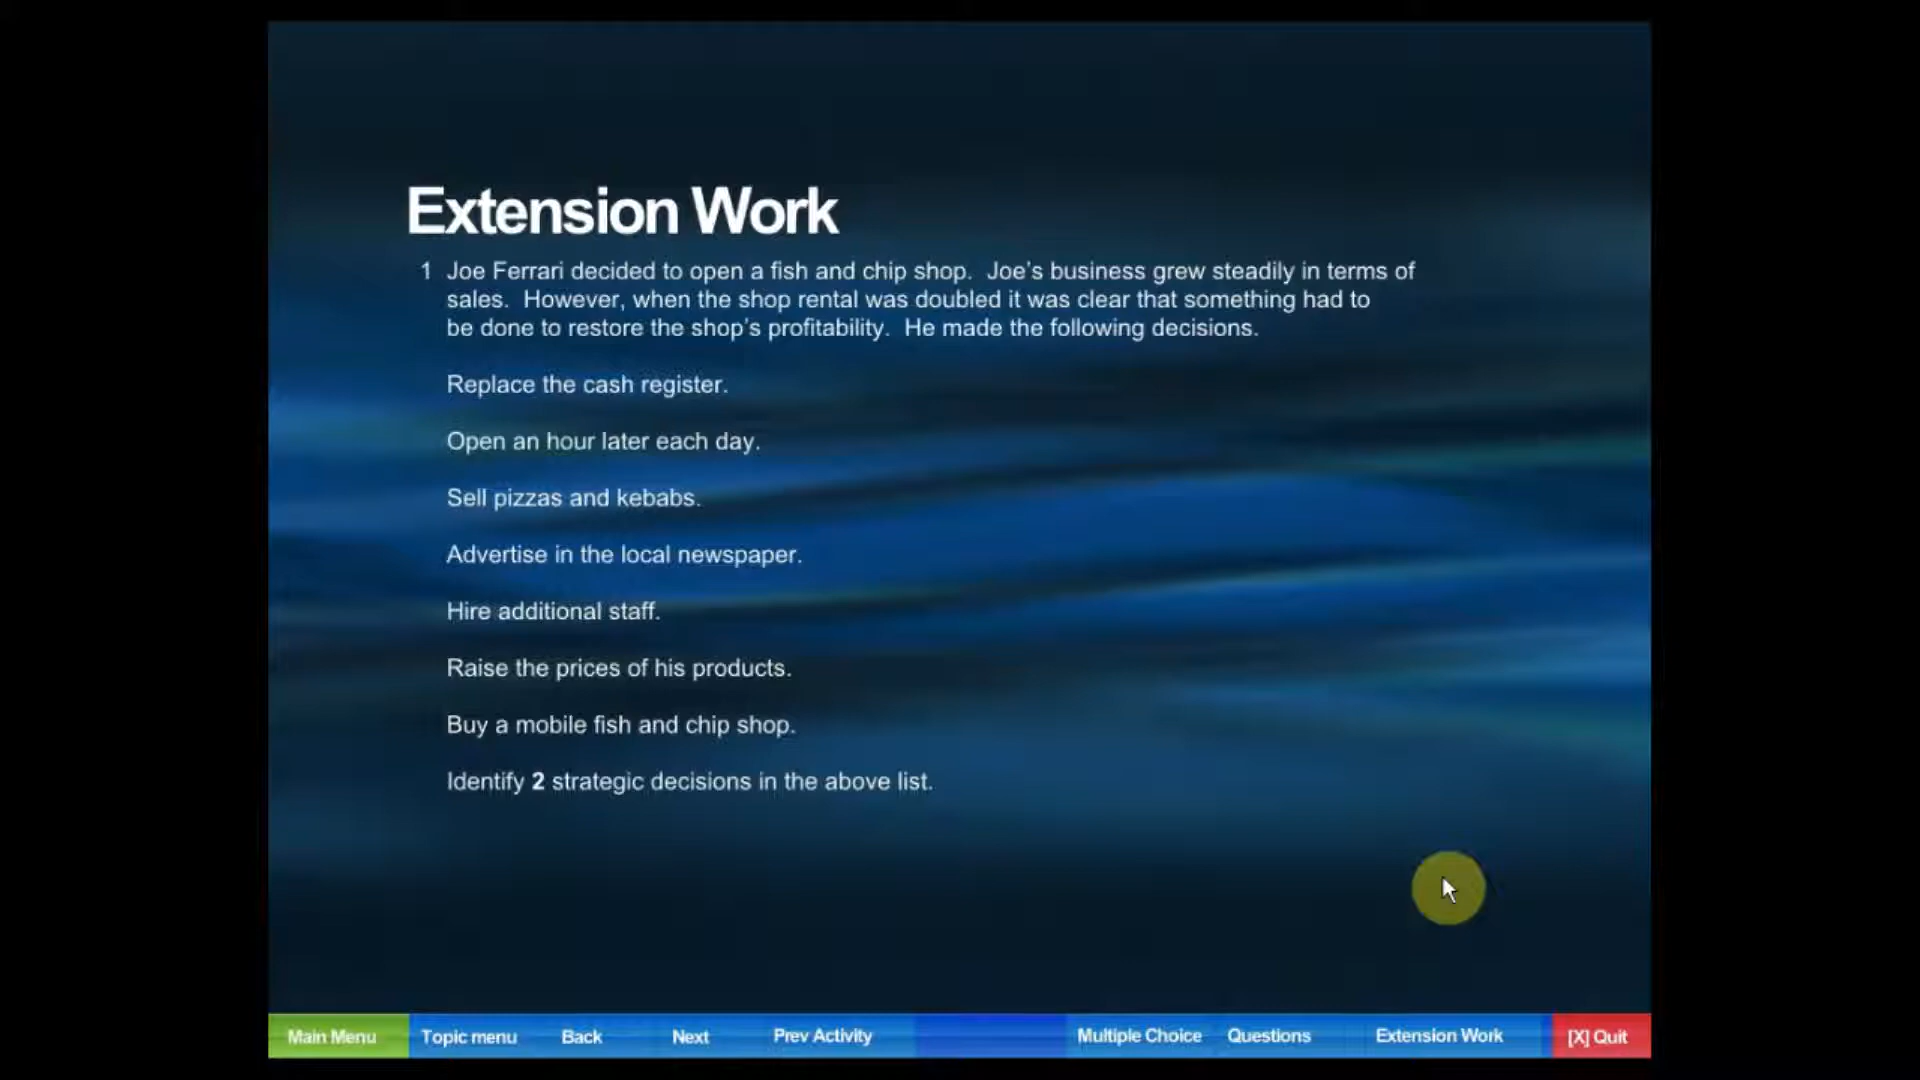 Extension Work
1 Joe Ferrari decided to open a fish and chip shop.  Joe's business grew steadily in terms of
sales.  However, when the shop rental was doubled it was clear that something had to
be done to restore the shop's profitability.  He made the following decisions.
Replace the cash register.
Open an hour later each day.
Sell pizzas and kebabs.
Advertise in the local newspaper.
Hire additional staff.
Raise the prices of his products.
Buy a mobile fish and chip shop.
Identify 2 strategic decisions in the above list.
Main Menu Topic menu Back Next Prev Activity Multiple Choice Questions Extension Work [X] Quit